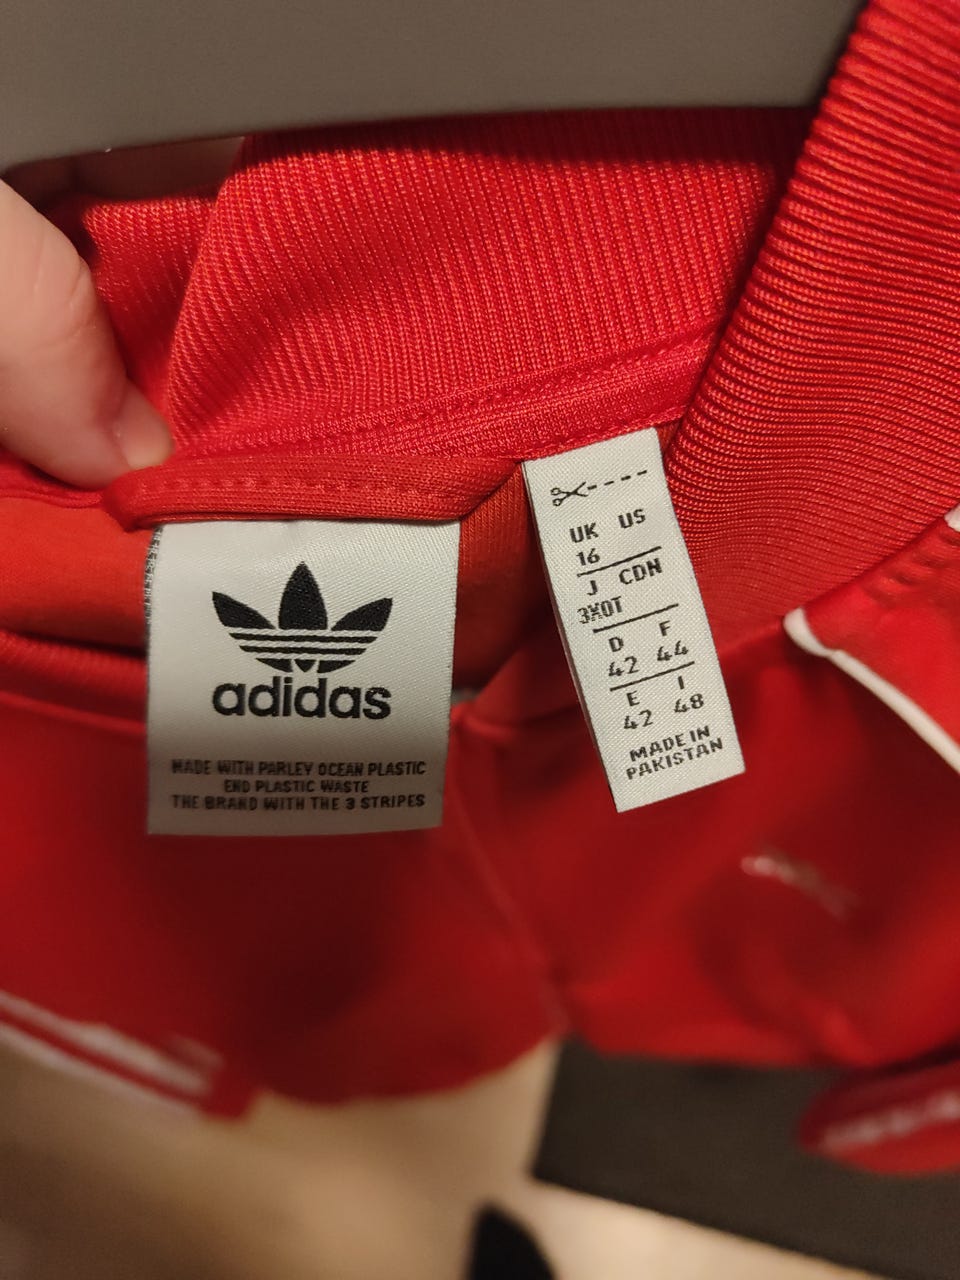 adidas
MADE WITH PARLEY OCEAN PLASTIC
END PLASTIC WASTE
THE BRAND WITH THE 3 STRIPES
UK US
16
J CDN
3XOT
D F
42 44
E I
42 48
MADE IN
PAKISTAN